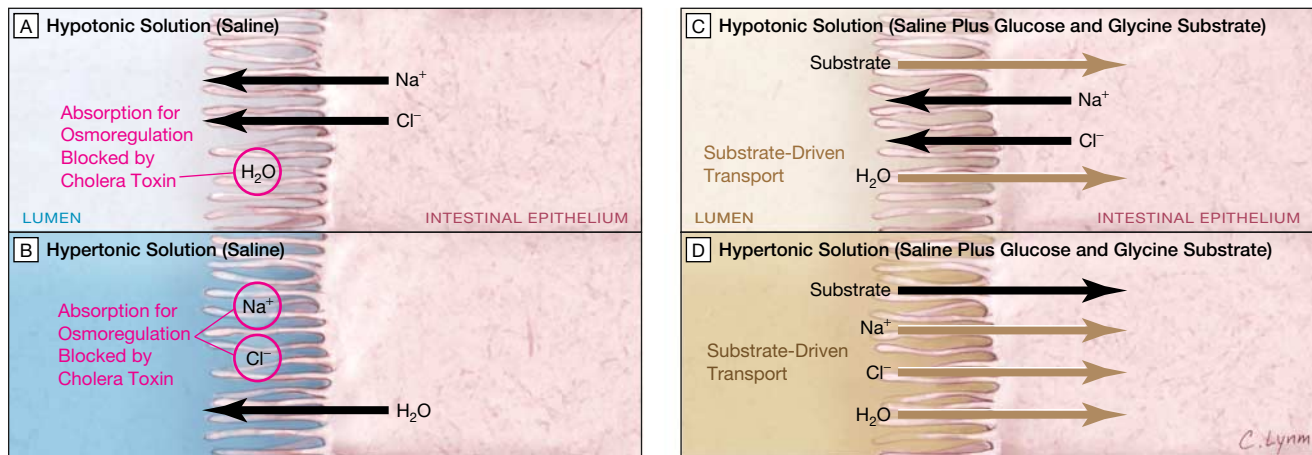 A Hypotonic Solution (Saline)
Na⁺
Cl⁻
Absorption for
Osmoregulation
Blocked by
Cholera Toxin
H₂O
LUMEN
INTESTINAL EPITHELIUM
B Hypertonic Solution (Saline)
Absorption for
Osmoregulation
Blocked by
Cholera Toxin
Na⁺
Cl⁻
H₂O
C Hypotonic Solution (Saline Plus Glucose and Glycine Substrate)
Substrate
Na⁺
Cl⁻
Substrate-Driven
Transport
H₂O
LUMEN
INTESTINAL EPITHELIUM
D Hypertonic Solution (Saline Plus Glucose and Glycine Substrate)
Substrate
Na⁺
Substrate-Driven
Transport
Cl⁻
H₂O
C. Lynm